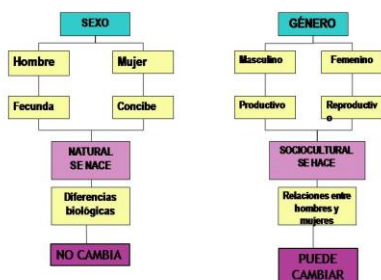 SEXO
Hombre
Mujer
Fecunda
Concibe
NATURAL
SE NACE
Diferencias
biológicas
NO CAMBIA
GÉNERO
Masculino
Femenino
Productivo
Reproductiv
o
SOCIOCULTURAL
SE HACE
Relaciones entre
hombres y
mujeres
PUEDE
CAMBIAR